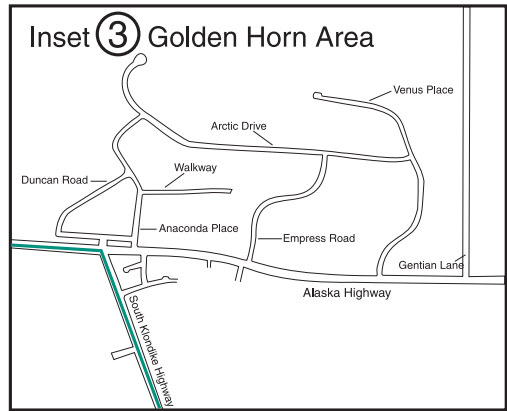 Inset 3 Golden Horn Area
Venus Place
Arctic Drive
Walkway
Duncan Road
Anaconda Place
Empress Road
Gentian Lane
Alaska Highway
South Klondike Highway